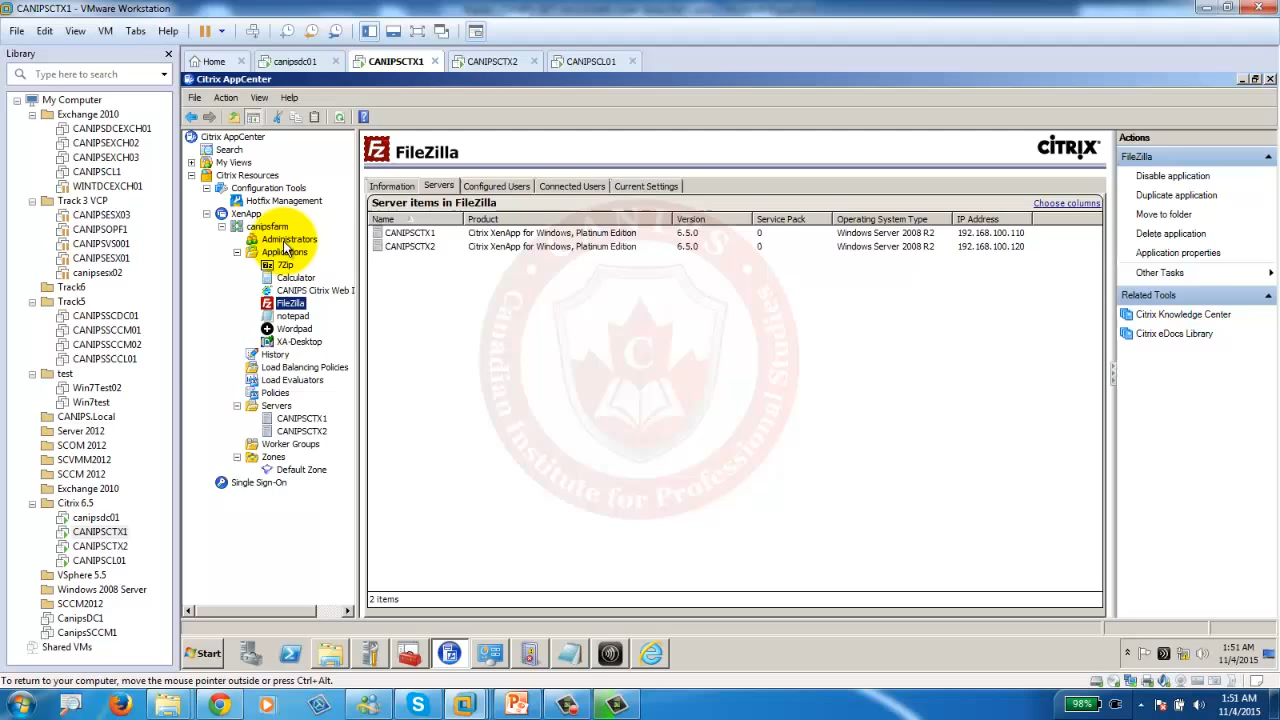 CANIPSCTX1 - VMware Workstation
File Edit View VM Tabs Help
Library
Type here to search
My Computer
Exchange 2010
CANIPSDCEXCH01
CANIPSEXCH02
CANIPSEXCH03
CANIPSCL1
WINTDCEXCH01
Track 3 VCP
CANIPSESX03
CANIPSOPF1
CANIPSVS001
CANIPSESX01
canipsesx02
Track6
Track5
CANIPSSCDC01
CANIPSSCCM01
CANIPSSCCM02
CANIPSSCCL01
test
Win7Test02
Win7test
CANIPS.Local
Server 2012
SCOM 2012
SCVMM2012
SCCM 2012
Exchange 2010
Citrix 6.5
canipsdc01
CANIPSCTX1
CANIPSCTX2
CANIPSCL01
VSphere 5.5
Windows 2008 Server
SCCM2012
CanipsDC1
CanipsSCCM1
Shared VMs
Home canipsdc01 CANIPSCTX1 CANIPSCTX2 CANIPSCL01
Citrix AppCenter
File Action View Help
Citrix AppCenter
Search
My Views
Citrix Resources
Configuration Tools
Hotfix Management
XenApp
canipsfarm
Administrators
Applications
7Zip
Calculator
CANIPS Citrix Web I
FileZilla
notepad
Wordpad
XA-Desktop
History
Load Balancing Policies
Load Evaluators
Policies
Servers
CANIPSCTX1
CANIPSCTX2
Worker Groups
Zones
Default Zone
Single Sign-On
FileZilla
CITRIX
Information Servers Configured Users Connected Users Current Settings
Server items in FileZilla Choose columns
Name Product Version Service Pack Operating System Type IP Address
CANIPSCTX1 Citrix XenApp for Windows, Platinum Edition 6.5.0 0 Windows Server 2008 R2 192.168.100.110
CANIPSCTX2 Citrix XenApp for Windows, Platinum Edition 6.5.0 0 Windows Server 2008 R2 192.168.100.120
CANIPS
Canadian Institute for Professional Studies
C
2 items
Actions
FileZilla
Disable application
Duplicate application
Move to folder
Delete application
Application properties
Other Tasks
Related Tools
Citrix Knowledge Center
Citrix eDocs Library
Start
1:51 AM
11/4/2015
To return to your computer, move the mouse pointer outside or press Ctrl+Alt.
98%
1:51 AM
11/4/2015